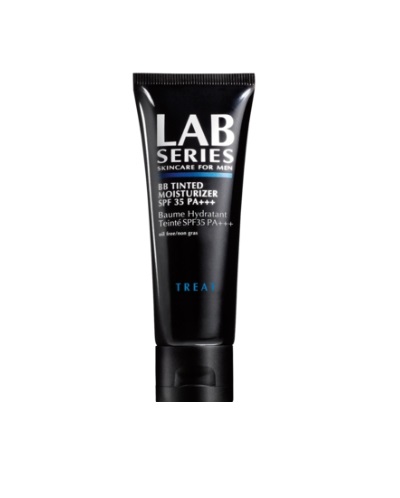 LAB
SERIES
SKINCARE FOR MEN
BB TINTED
MOISTURIZER
SPF 35 PA+++
Baume Hydratant
Teinté SPF35 PA+++
oil free/non gras
TREAT